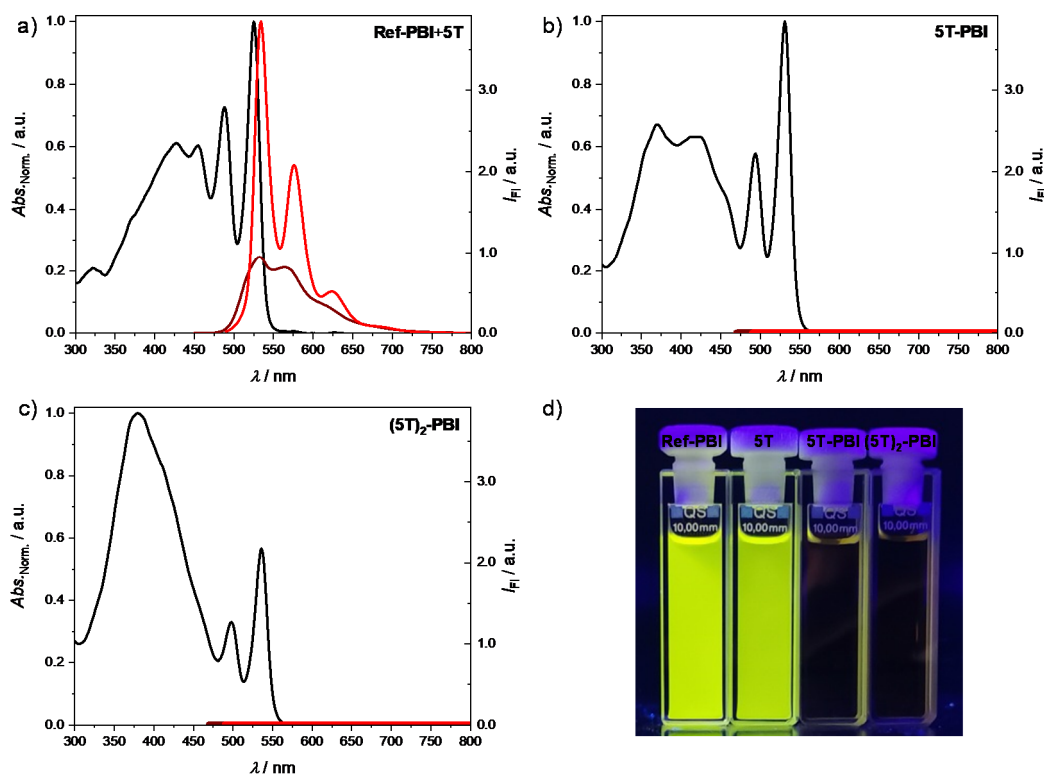 a)
Ref-PBI+5T
Abs.Norm. / a.u.
1.0
0.8
0.6
0.4
0.2
0.0
3.0
2.0
1.0
0.0
IFl / a.u.
300 350 400 450 500 550 600 650 700 750 800
λ / nm
b)
5T-PBI
Abs.Norm. / a.u.
1.0
0.8
0.6
0.4
0.2
0.0
3.0
2.0
1.0
0.0
IFl / a.u.
300 350 400 450 500 550 600 650 700 750 800
λ / nm
c)
(5T)2-PBI
Abs.Norm. / a.u.
1.0
0.8
0.6
0.4
0.2
0.0
3.0
2.0
1.0
0.0
IFl / a.u.
300 350 400 450 500 550 600 650 700 750 800
λ / nm
d)
Ref-PBI 5T 5T-PBI (5T)2-PBI
QS QS QS QS
10,00mm 10,00mm 10,00mm 10,00mm